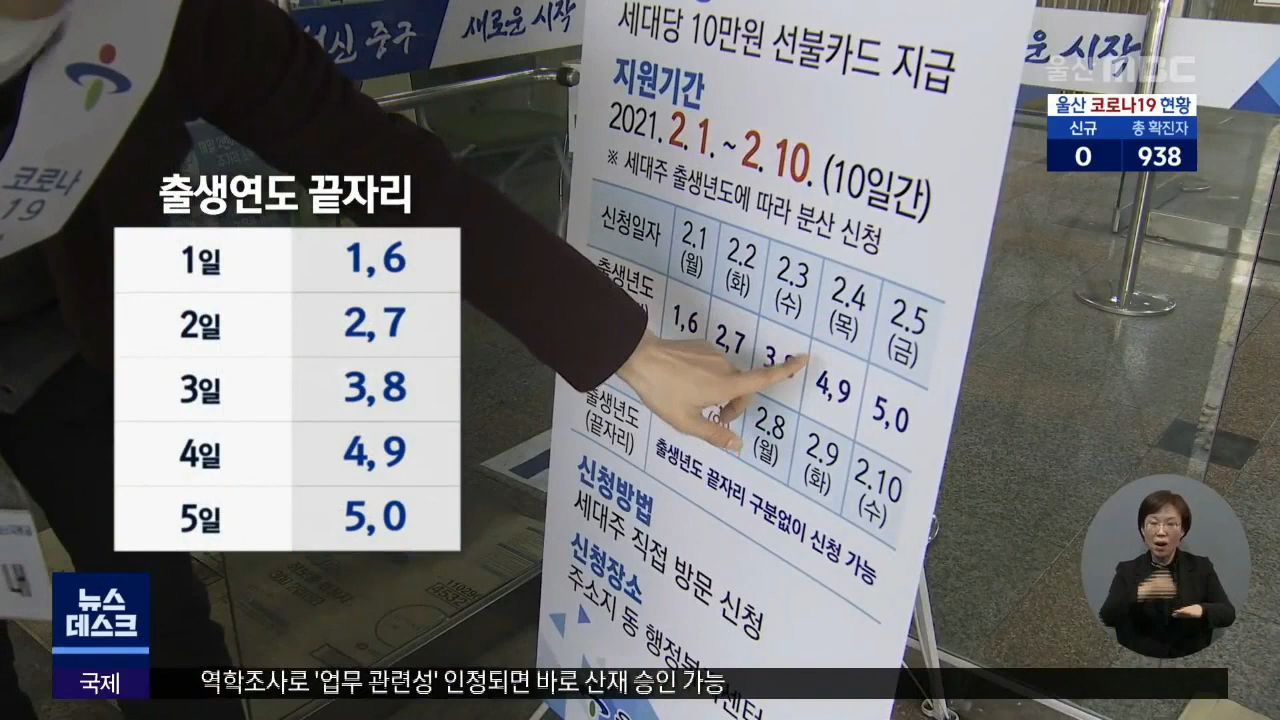 혁신 중구
새로운 시작
운 시작
울산 MBC
울산 코로나19 현황
신규 총 확진자
0 938
코로나
19
출생연도 끝자리
1일 1, 6
2일 2, 7
3일 3, 8
4일 4, 9
5일 5, 0
세대당 10만원 선불카드 지급
지원기간
2021. 2. 1. ~ 2. 10. (10일간)
※ 세대주 출생년도에 따라 분산 신청
신청일자 2.1 (월) 2.2 (화) 2.3 (수) 2.4 (목) 2.5 (금)
출생년도 1,6 2,7 3, 4,9 5,0
2.8 (월) 2.9 (화) 2.10 (수)
출생년도 (끝자리) 출생년도 끝자리 구분없이 신청 가능
신청방법
세대주 직접 방문 신청
신청장소
주소지 동 행정복 센터
뉴스
데스크
국제 역학조사로 '업무 관련성' 인정되면 바로 산재 승인 가능